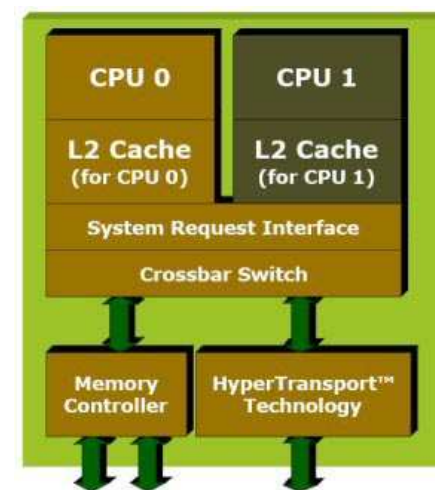 CPU 0
CPU 1
L2 Cache
(for CPU 0)
L2 Cache
(for CPU 1)
System Request Interface
Crossbar Switch
Memory
Controller
HyperTransport™
Technology